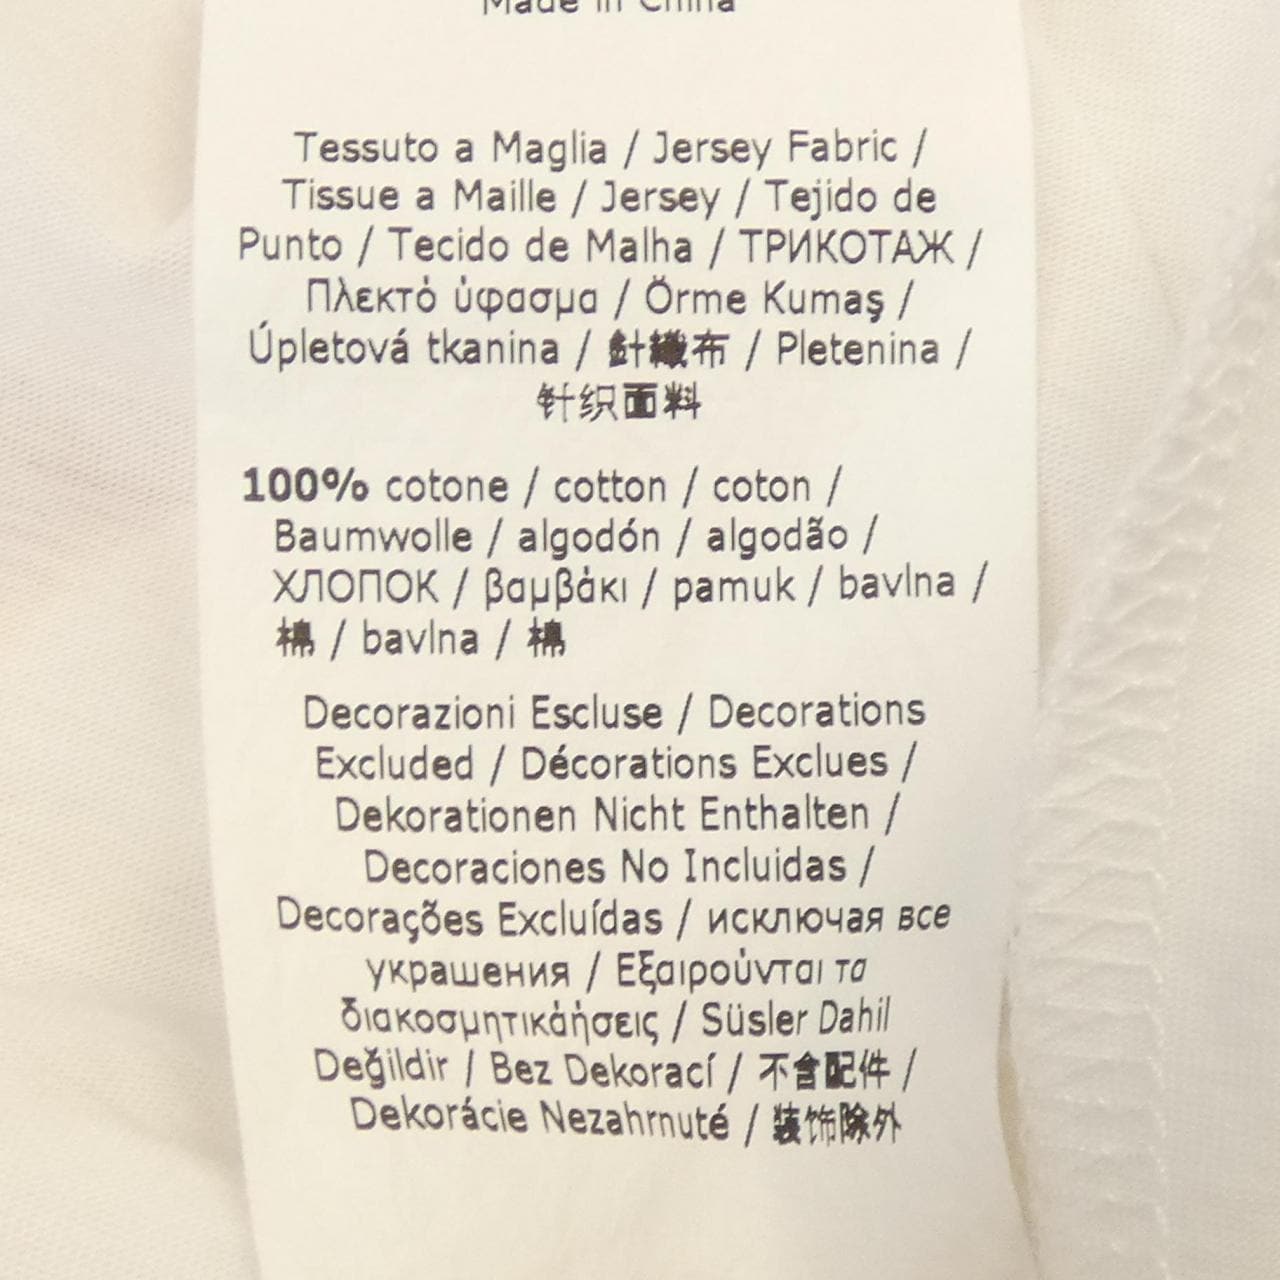 Made in China
Tessuto a Maglia / Jersey Fabric /
Tissue a Maille / Jersey / Tejido de
Punto / Tecido de Malha / ТРИКОТАЖ /
Πλεκτό ύφασμα / Örme Kumaş /
Úpletová tkanina / 針織布 / Pletenina /
针织面料
100% cotone / cotton / coton /
Baumwolle / algodón / algodão /
ХЛОПОК / βαμβάκι / pamuk / bavlna /
棉 / bavlna / 棉
Decorazioni Escluse / Decorations
Excluded / Décorations Exclues /
Dekorationen Nicht Enthalten /
Decoraciones No Incluidas /
Decorações Excluídas / исключая все
украшения / Εξαιρούνται τα
διακοσμητικάήσεις / Süsler Dahil
Değildir / Bez Dekorací / 不含配件 /
Dekorácie Nezahrnuté / 装饰除外